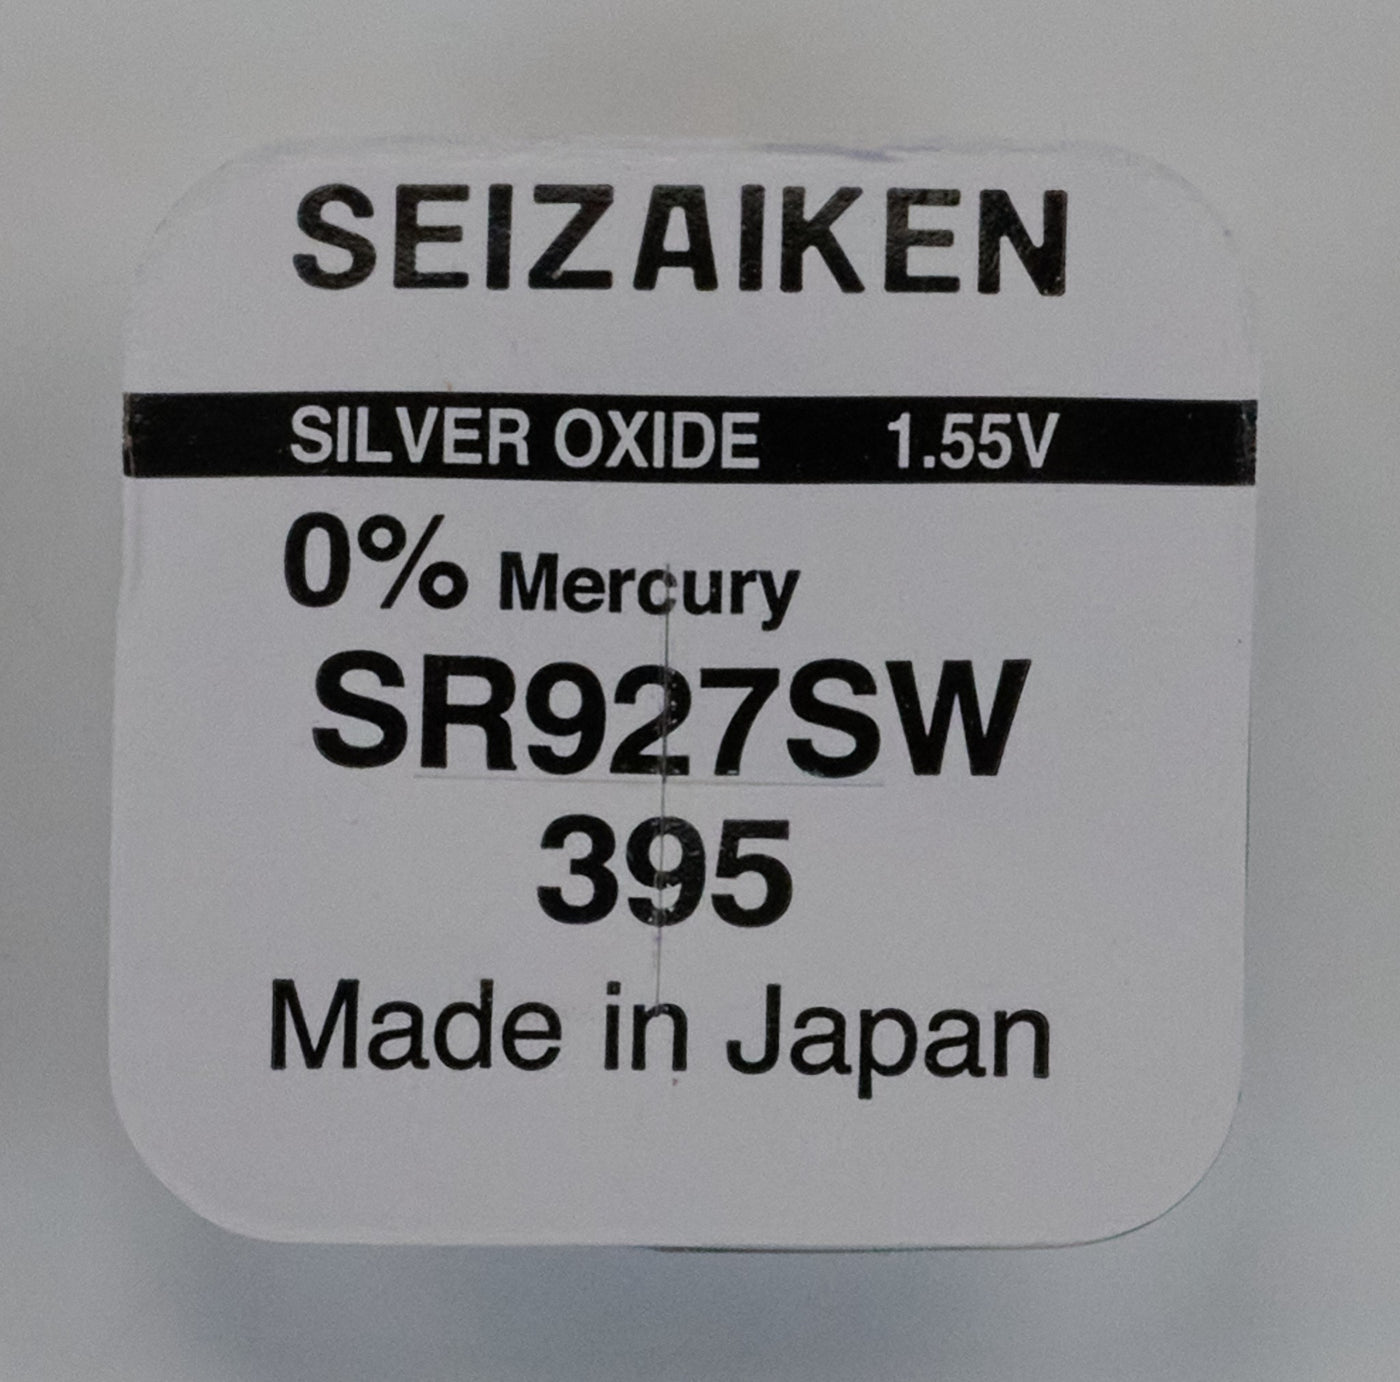 SEIZAIKEN
SILVER OXIDE 1.55V
0% Mercury
SR927SW
395
Made in Japan